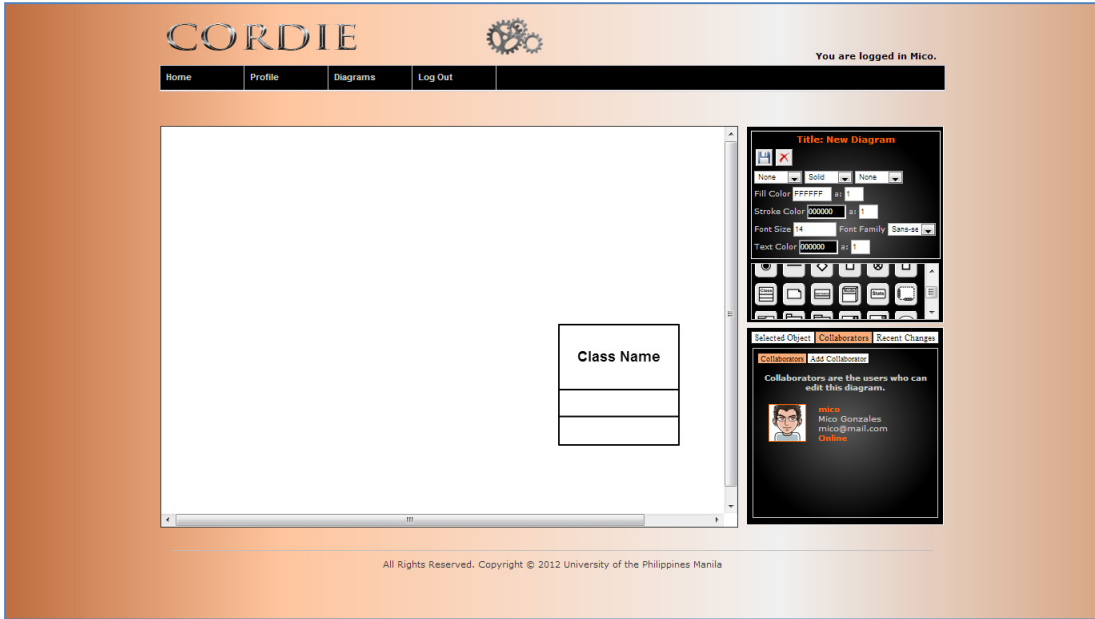 CORDIE
You are logged in Mico.
Home Profile Diagrams Log Out
Title: New Diagram
None Solid None
Fill Color FFFFFF a: 1
Stroke Color 000000 a: 1
Font Size 14 Font Family Sans-se
Text Color 000000 a: 1
Class State
Class Name
Selected Object Collaborators Recent Changes
Collaborators Add Collaborator
Collaborators are the users who can
edit this diagram.
mico
Mico Gonzales
mico@mail.com
Online
All Rights Reserved. Copyright © 2012 University of the Philippines Manila